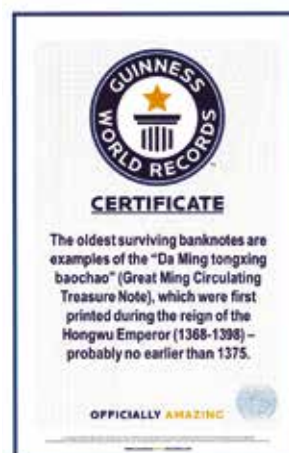 GUINNESS
WORLD RECORDS
CERTIFICATE
The oldest surviving banknotes are
examples of the “Da Ming tongxing
baochao” (Great Ming Circulating
Treasure Note), which were first
printed during the reign of the
Hongwu Emperor (1368-1398) –
probably no earlier than 1375.
OFFICIALLY AMAZING